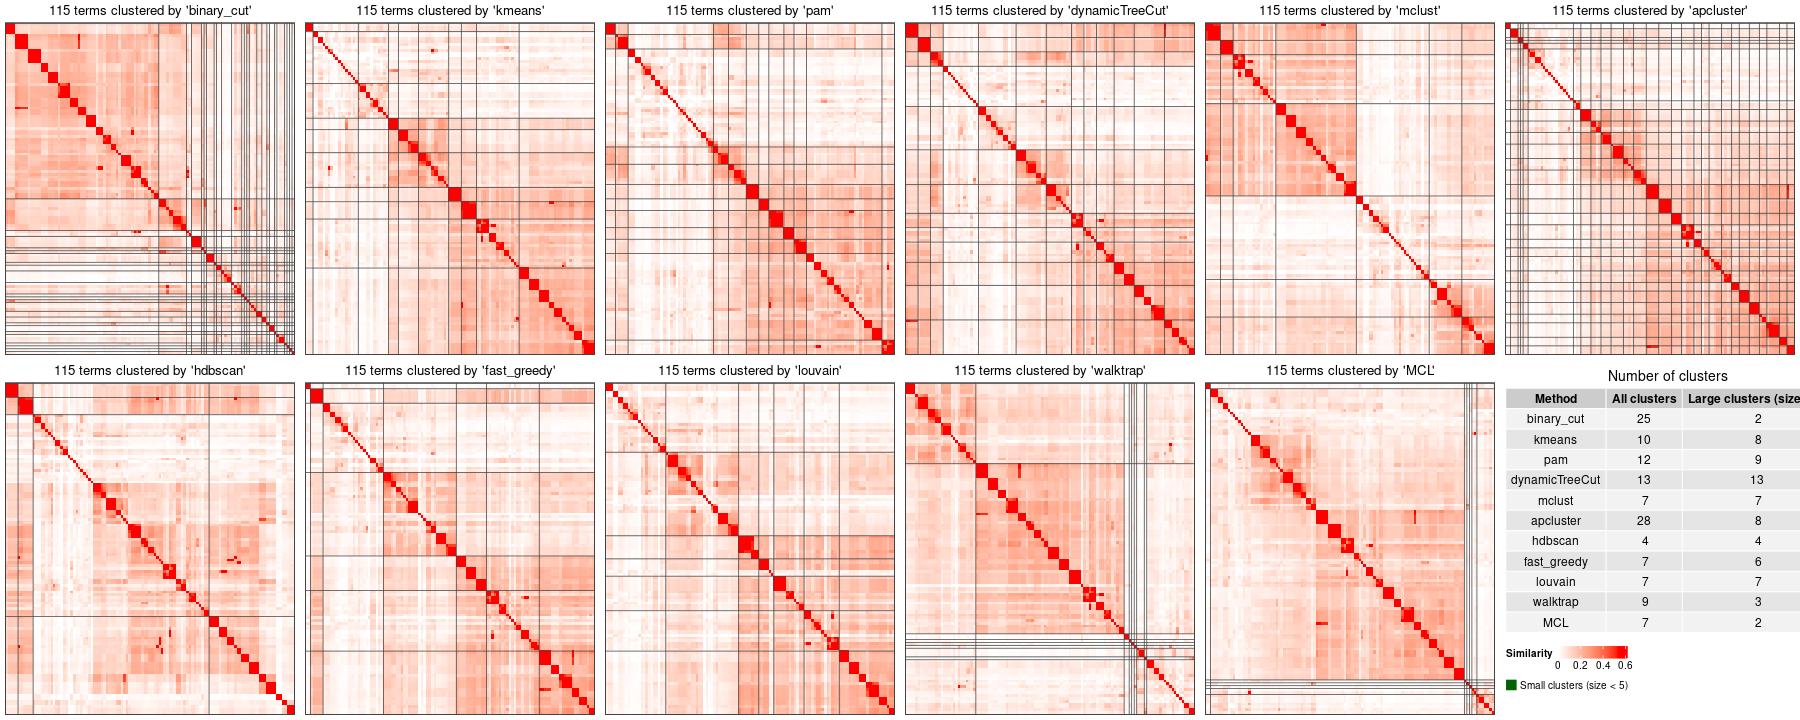 115 terms clustered by 'binary_cut'
115 terms clustered by 'kmeans'
115 terms clustered by 'pam'
115 terms clustered by 'dynamicTreeCut'
115 terms clustered by 'mclust'
115 terms clustered by 'apcluster'
115 terms clustered by 'hdbscan'
115 terms clustered by 'fast_greedy'
115 terms clustered by 'louvain'
115 terms clustered by 'walktrap'
115 terms clustered by 'MCL'
Number of clusters
Method All clusters Large clusters (size
binary_cut 25 2
kmeans 10 8
pam 12 9
dynamicTreeCut 13 13
mclust 7 7
apcluster 28 8
hdbscan 4 4
fast_greedy 7 6
louvain 7 7
walktrap 9 3
MCL 7 2
Similarity
0 0.2 0.4 0.6
Small clusters (size < 5)